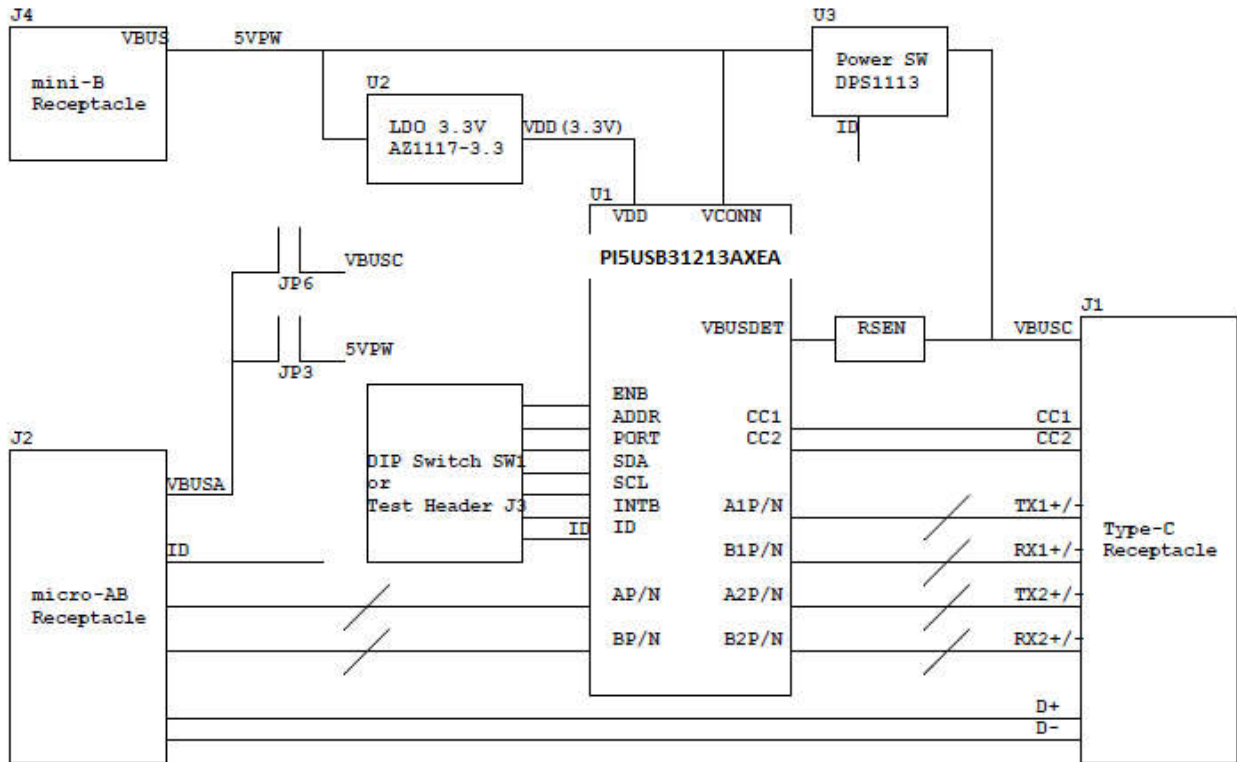 J4
VBUS
5VPW
mini-B
Receptacle
U2
LDO 3.3V
AZ1117-3.3
VDD(3.3V)
U3
Power SW
DPS1113
ID
U1
VDD
VCONN
PI5USB31213AXEA
VBUSDET
ENB
ADDR
PORT
SDA
SCL
INTB
ID
AP/N
BP/N
CC1
CC2
A1P/N
B1P/N
A2P/N
B2P/N
RSEN
VBUSC
JP6
5VPW
JP3
DIP Switch SW1
or
Test Header J3
ID
J2
VBUSA
ID
micro-AB
Receptacle
J1
VBUSC
CC1
CC2
TX1+/-
RX1+/-
TX2+/-
RX2+/-
D+
D-
Type-C
Receptacle